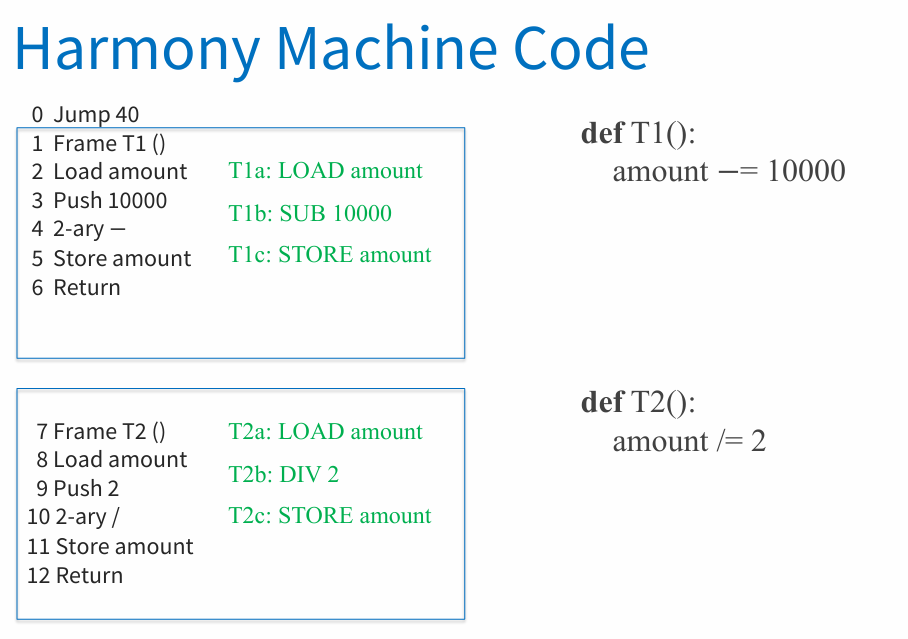 Harmony Machine Code
0 Jump 40
1 Frame T1 ()
2 Load amount
3 Push 10000
4 2-ary −
5 Store amount
6 Return
T1a: LOAD amount
T1b: SUB 10000
T1c: STORE amount
def T1():
amount −= 10000
7 Frame T2 ()
8 Load amount
9 Push 2
10 2-ary /
11 Store amount
12 Return
T2a: LOAD amount
T2b: DIV 2
T2c: STORE amount
def T2():
amount /= 2